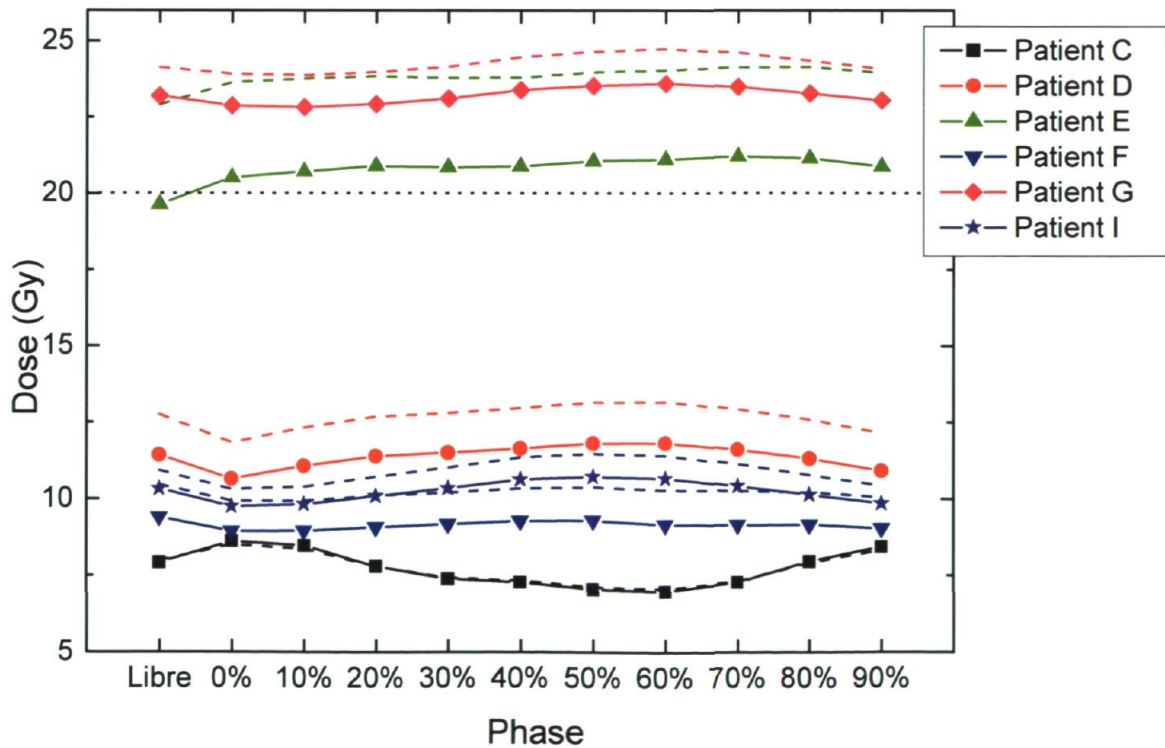 25
20
15
10
5
Dose (Gy)
Libre 0% 10% 20% 30% 40% 50% 60% 70% 80% 90%
Phase
Patient C
Patient D
Patient E
Patient F
Patient G
Patient I